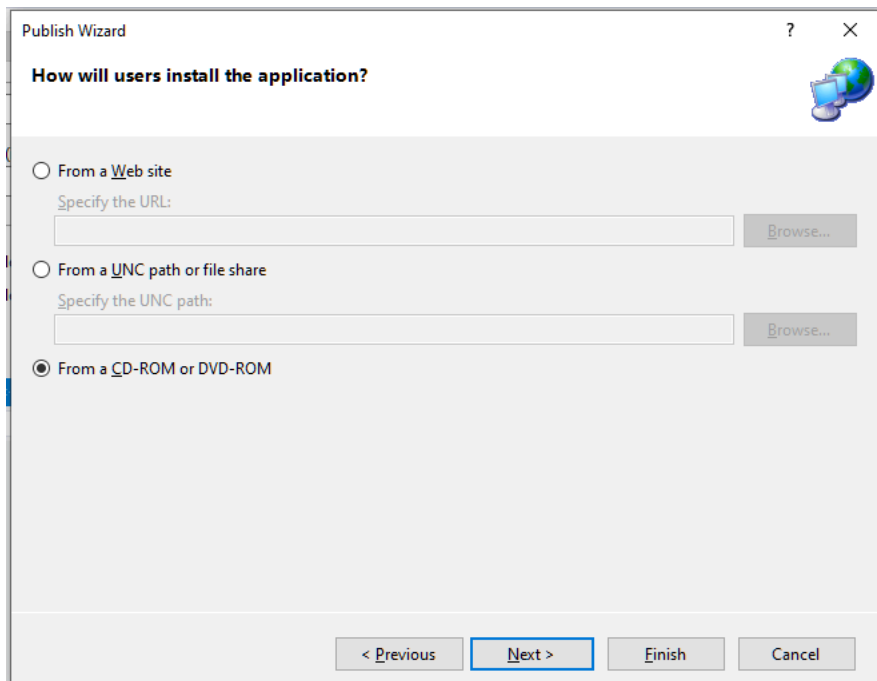 Publish Wizard
?
How will users install the application?
From a Web site
Specify the URL:
Browse...
From a UNC path or file share
Specify the UNC path:
Browse...
From a CD-ROM or DVD-ROM
< Previous
Next >
Finish
Cancel